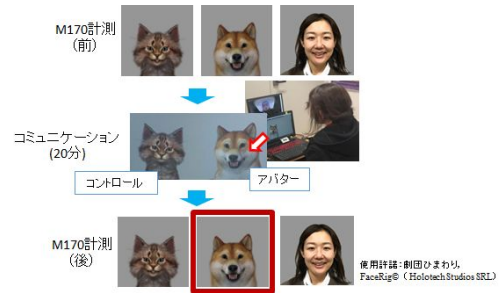 M170計測
(前)
コミュニケーション
(20分)
コントロール
アバター
M170計測
(後)
使用許諾：劇団ひまわり，
FaceRig© ( Holotech Studios SRL)